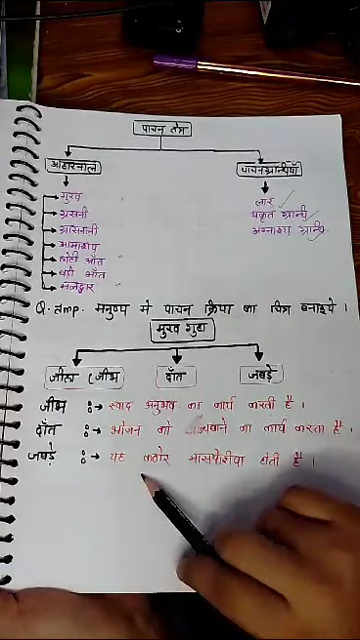 पाचन तंत्र
आहारनाल
पाचनग्रन्थियाँ
मुख
ग्रसनी
ग्रासनली
आमाशय
छोटी आँत
बड़ी आँत
मलद्वार
लार
यकृत ग्रन्थि
अग्नाशय ग्रन्थि
Q. Imp. मनुष्य में पाचन क्रिया का चित्र बनाइये ।
मुख गुहा
(जीभ
दाँत
जबड़े
जीभ :→ स्वाद अनुभव का कार्य करती है ।
दाँत :→ भोजन को चबाने का कार्य करता है ।
जबड़े :→ यह कठोर मांसपेशीया होती है ।